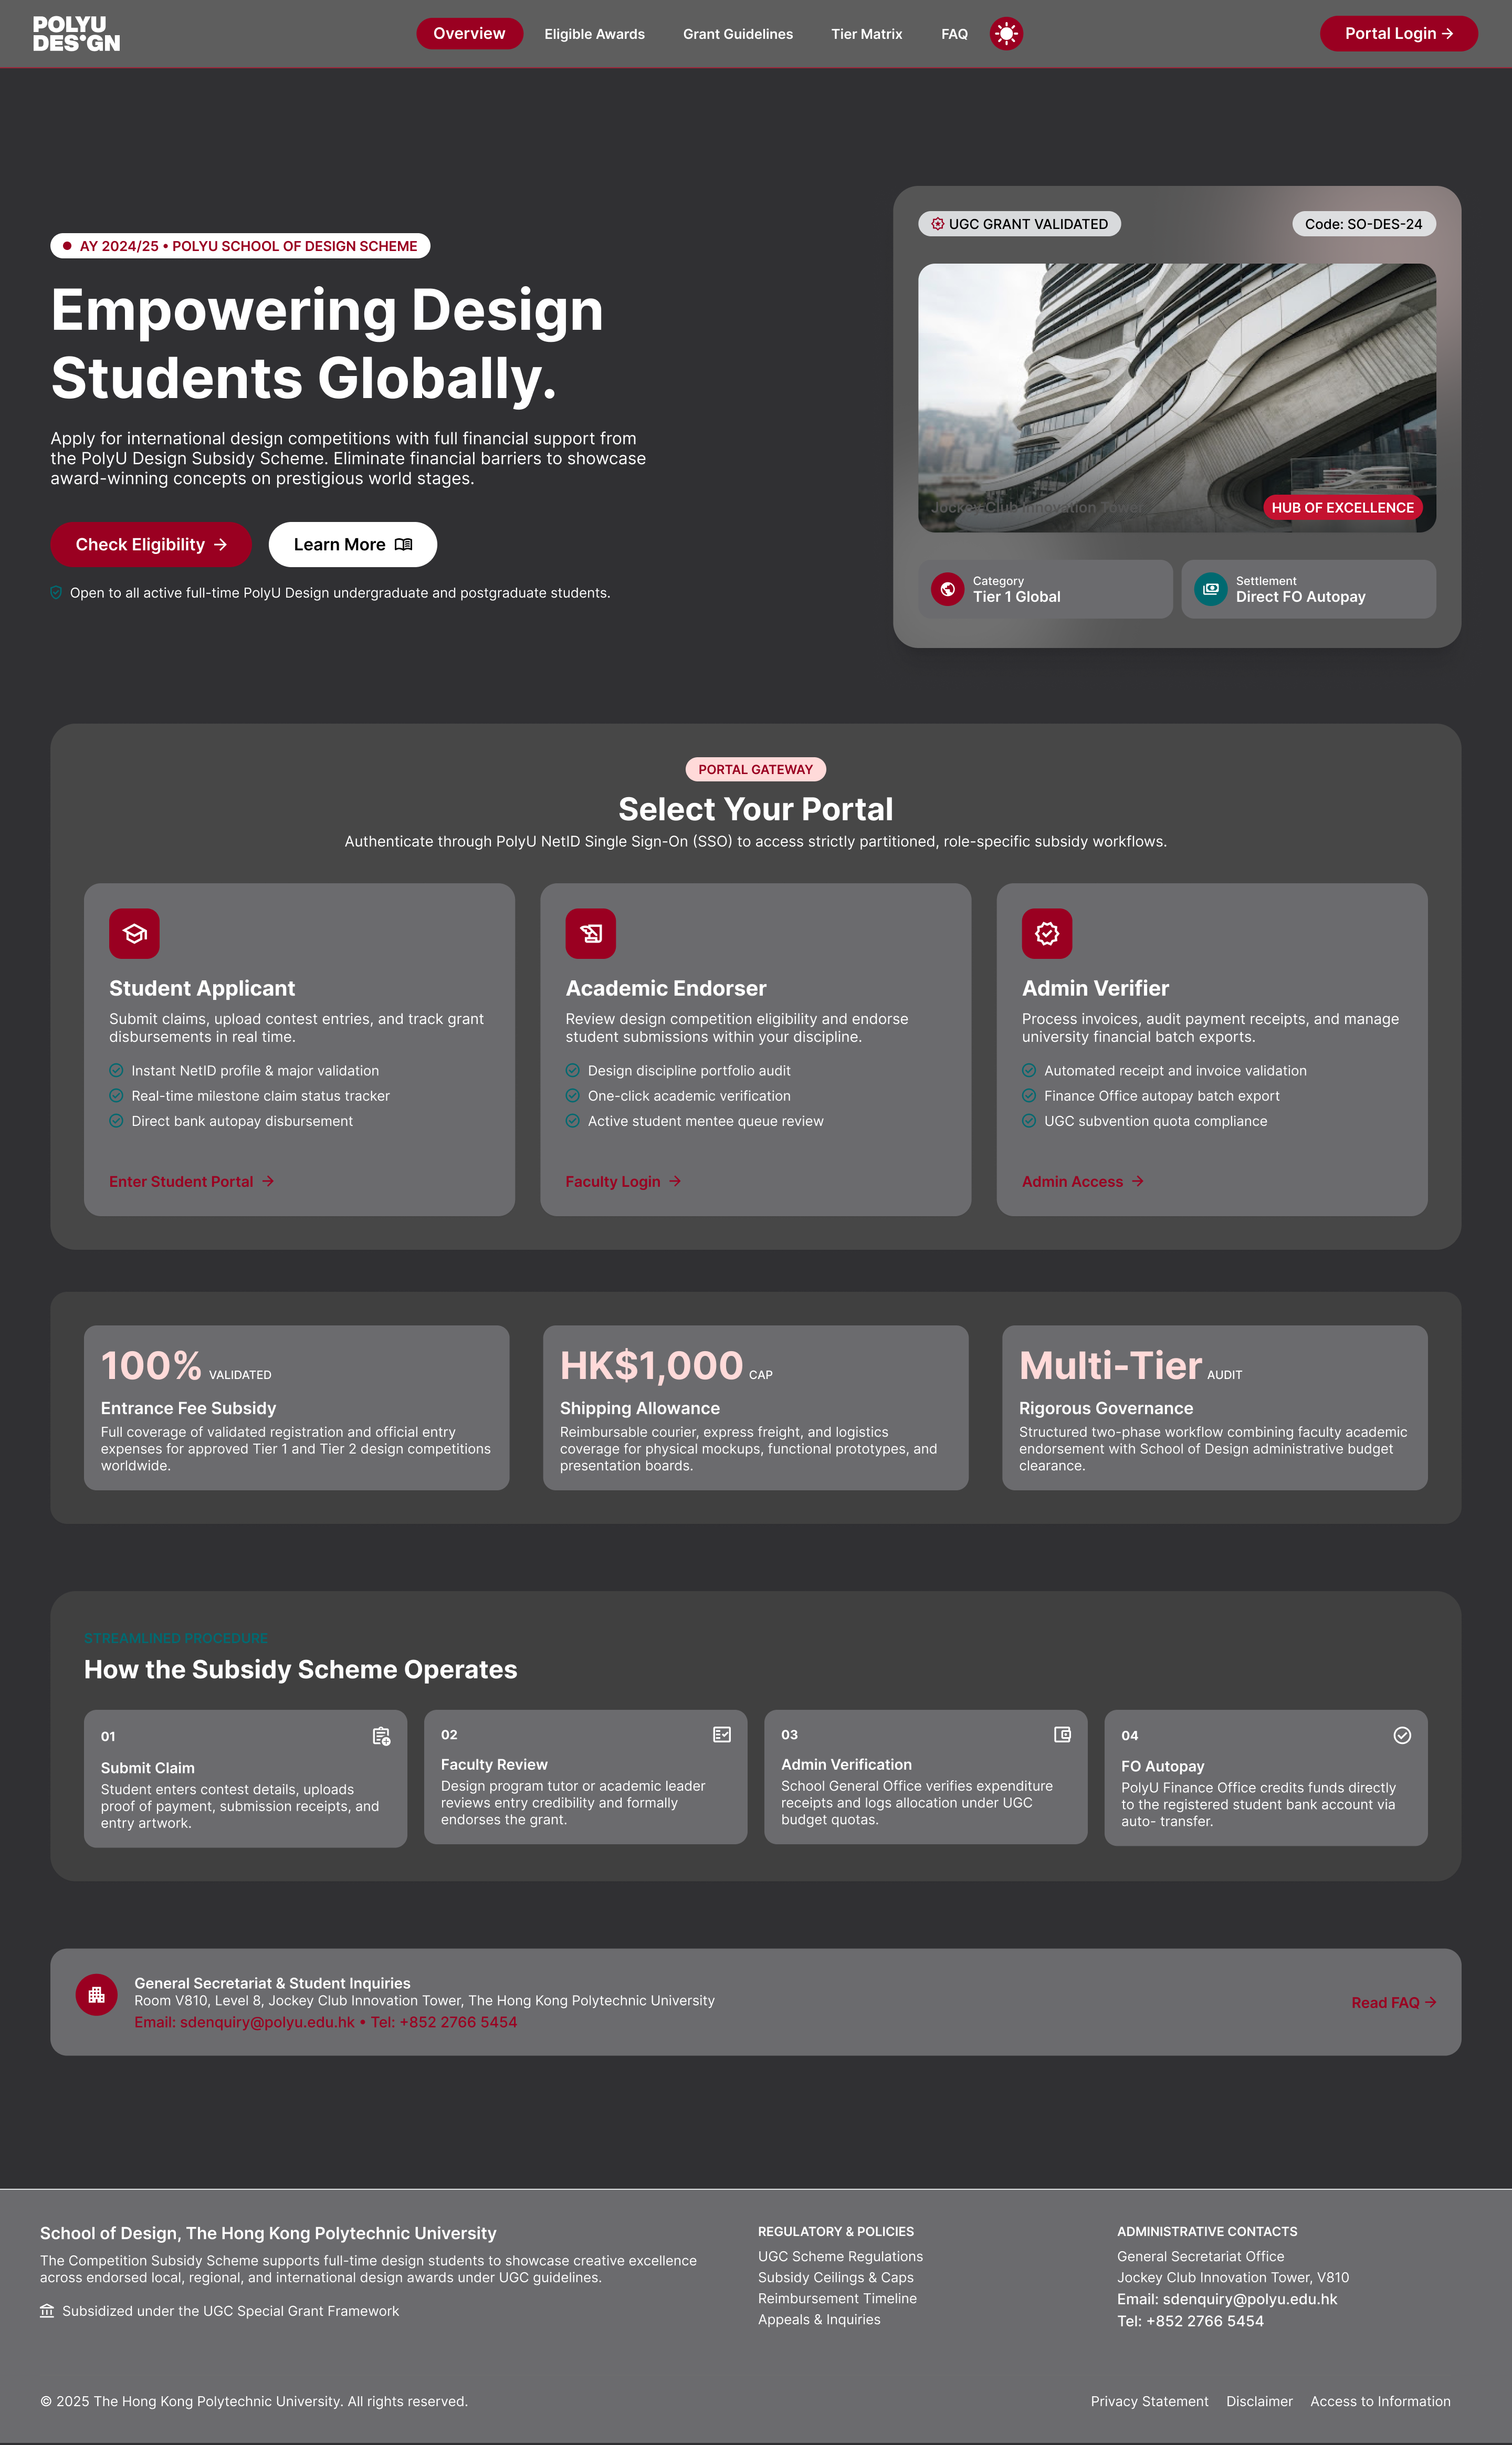 POLYU
DES•GN
Overview
Eligible Awards
Grant Guidelines
Tier Matrix
FAQ
Portal Login →
AY 2024/25 • POLYU SCHOOL OF DESIGN SCHEME
Empowering Design
Students Globally.
Apply for international design competitions with full financial support from
the PolyU Design Subsidy Scheme. Eliminate financial barriers to showcase
award-winning concepts on prestigious world stages.
Check Eligibility →
Learn More
Open to all active full-time PolyU Design undergraduate and postgraduate students.
UGC GRANT VALIDATED
Code: SO-DES-24
Jockey Club Innovation Tower
HUB OF EXCELLENCE
Category
Tier 1 Global
Settlement
Direct FO Autopay
PORTAL GATEWAY
Select Your Portal
Authenticate through PolyU NetID Single Sign-On (SSO) to access strictly partitioned, role-specific subsidy workflows.
Student Applicant
Submit claims, upload contest entries, and track grant
disbursements in real time.
Instant NetID profile & major validation
Real-time milestone claim status tracker
Direct bank autopay disbursement
Enter Student Portal →
Academic Endorser
Review design competition eligibility and endorse
student submissions within your discipline.
Design discipline portfolio audit
One-click academic verification
Active student mentee queue review
Faculty Login →
Admin Verifier
Process invoices, audit payment receipts, and manage
university financial batch exports.
Automated receipt and invoice validation
Finance Office autopay batch export
UGC subvention quota compliance
Admin Access →
100% VALIDATED
Entrance Fee Subsidy
Full coverage of validated registration and official entry
expenses for approved Tier 1 and Tier 2 design competitions
worldwide.
HK$1,000 CAP
Shipping Allowance
Reimbursable courier, express freight, and logistics
coverage for physical mockups, functional prototypes, and
presentation boards.
Multi-Tier AUDIT
Rigorous Governance
Structured two-phase workflow combining faculty academic
endorsement with School of Design administrative budget
clearance.
STREAMLINED PROCEDURE
How the Subsidy Scheme Operates
01
Submit Claim
Student enters contest details, uploads
proof of payment, submission receipts, and
entry artwork.
02
Faculty Review
Design program tutor or academic leader
reviews entry credibility and formally
endorses the grant.
03
Admin Verification
School General Office verifies expenditure
receipts and logs allocation under UGC
budget quotas.
04
FO Autopay
PolyU Finance Office credits funds directly
to the registered student bank account via
auto- transfer.
General Secretariat & Student Inquiries
Room V810, Level 8, Jockey Club Innovation Tower, The Hong Kong Polytechnic University
Email: sdenquiry@polyu.edu.hk • Tel: +852 2766 5454
Read FAQ →
School of Design, The Hong Kong Polytechnic University
The Competition Subsidy Scheme supports full-time design students to showcase creative excellence
across endorsed local, regional, and international design awards under UGC guidelines.
Subsidized under the UGC Special Grant Framework
REGULATORY & POLICIES
UGC Scheme Regulations
Subsidy Ceilings & Caps
Reimbursement Timeline
Appeals & Inquiries
ADMINISTRATIVE CONTACTS
General Secretariat Office
Jockey Club Innovation Tower, V810
Email: sdenquiry@polyu.edu.hk
Tel: +852 2766 5454
© 2025 The Hong Kong Polytechnic University. All rights reserved.
Privacy Statement
Disclaimer
Access to Information